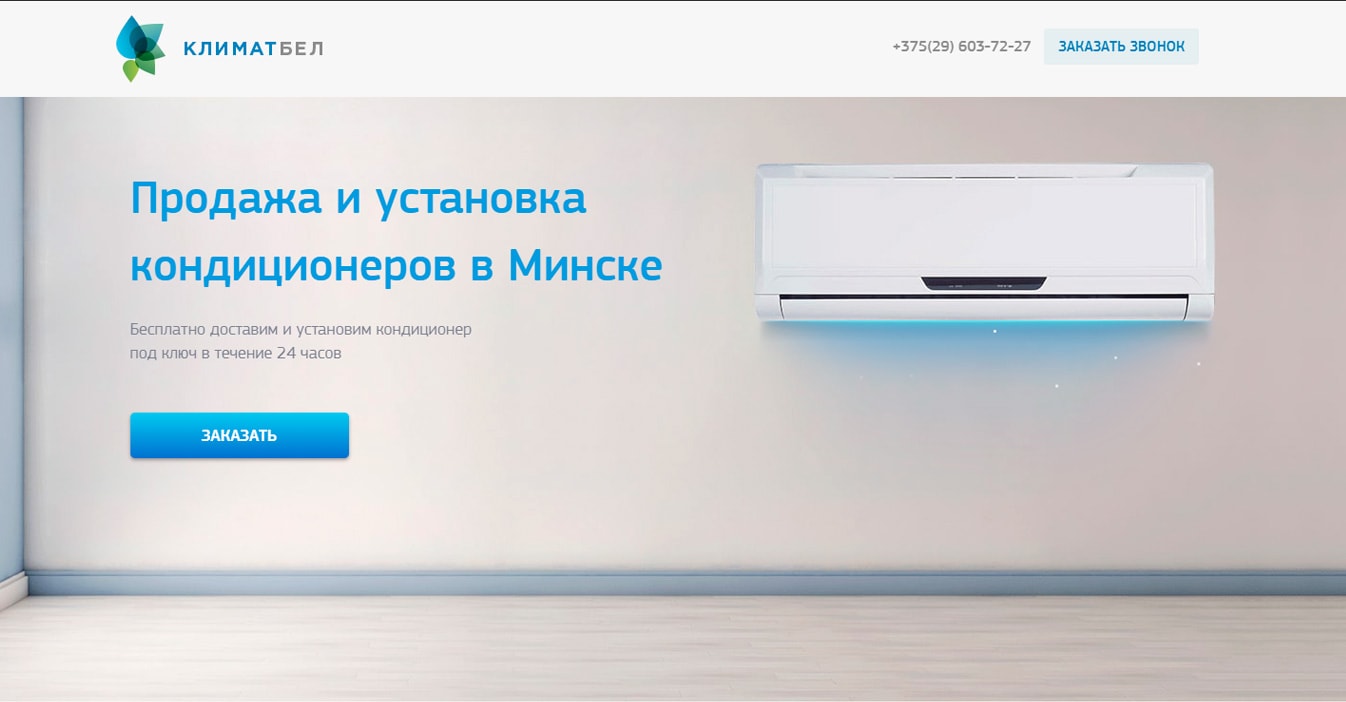 КЛИМАТБЕЛ
+375(29) 603-72-27
ЗАКАЗАТЬ ЗВОНОК
Продажа и установка
кондиционеров в Минске
Бесплатно доставим и установим кондиционер
под ключ в течение 24 часов
ЗАКАЗАТЬ